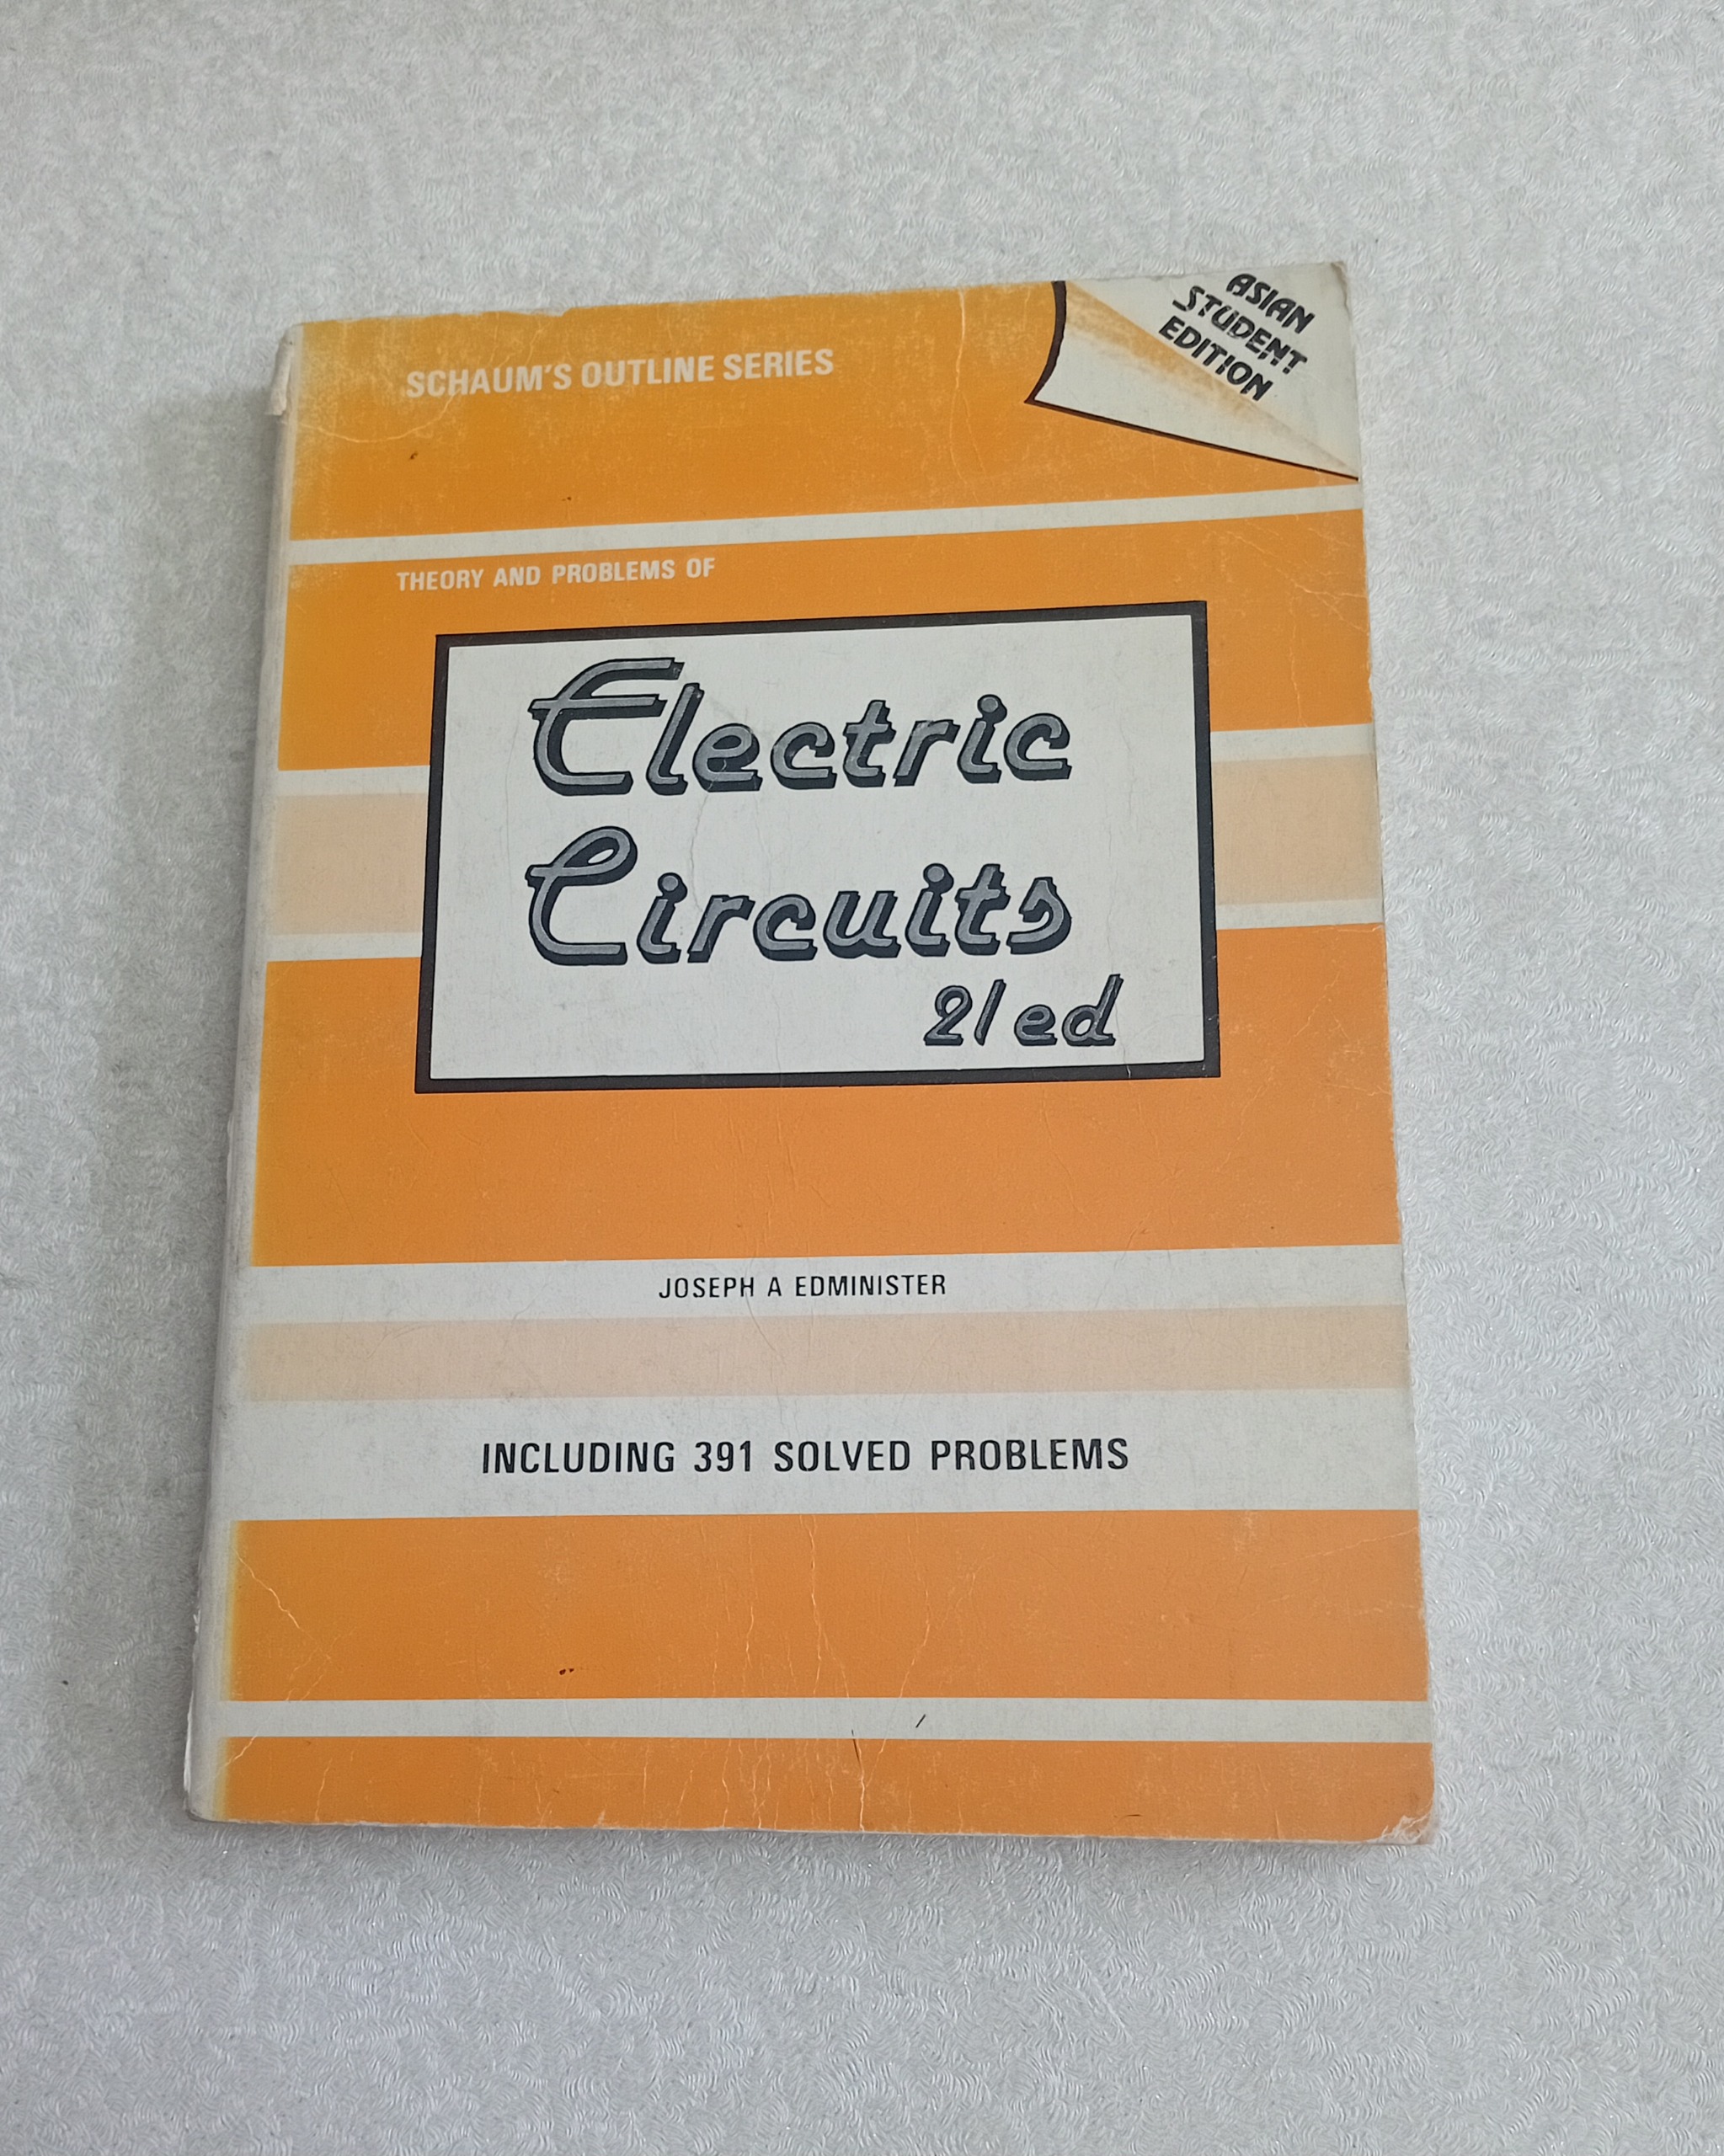 ASIAN
STUDENT
EDITION
SCHAUM'S OUTLINE SERIES
THEORY AND PROBLEMS OF
Electric
Circuits
2/ed
JOSEPH A EDMINISTER
INCLUDING 391 SOLVED PROBLEMS